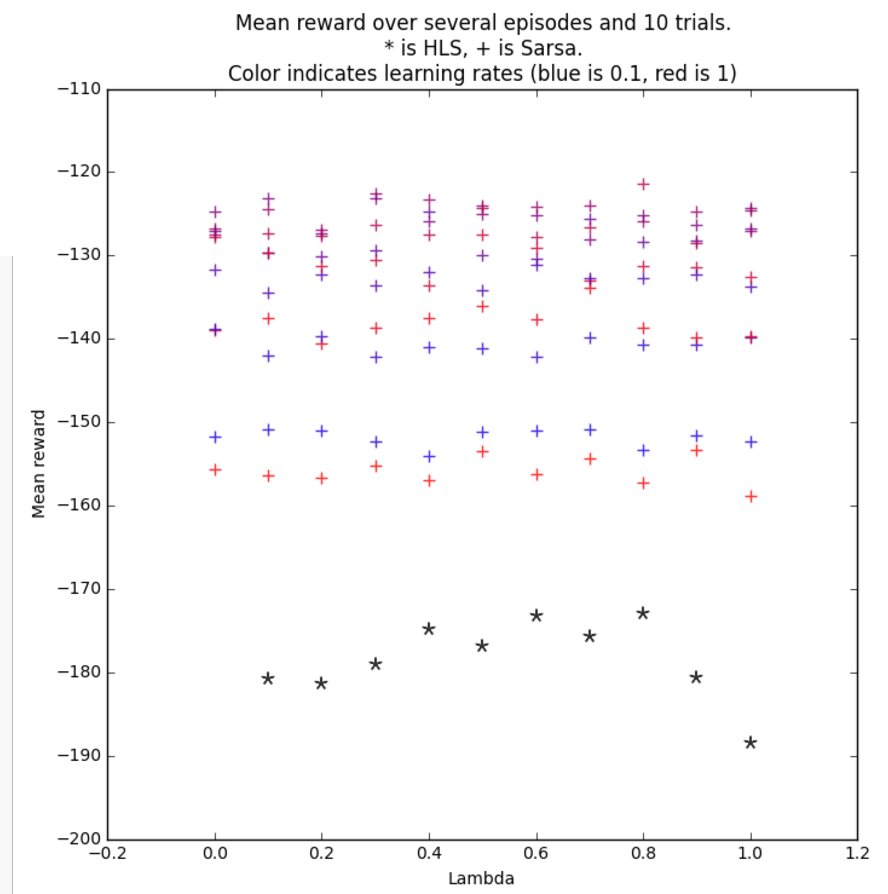 Mean reward over several episodes and 10 trials.
* is HLS, + is Sarsa.
Color indicates learning rates (blue is 0.1, red is 1)
−110
−120
−130
−140
−150
−160
−170
−180
−190
−200
Mean reward
−0.2 0.0 0.2 0.4 0.6 0.8 1.0 1.2
Lambda